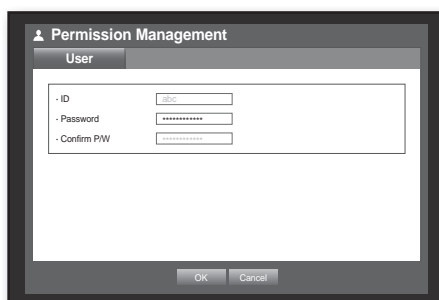 Permission Management
User
- ID abc
- Password ************
- Confirm P/W ************
OK Cancel